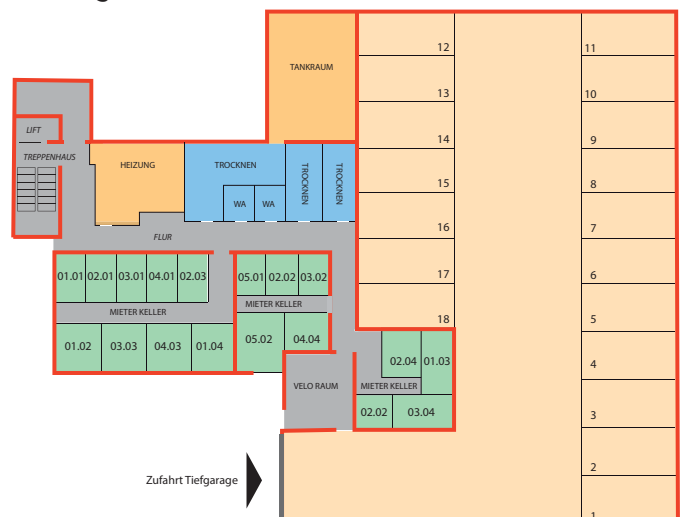 12
11
TANKRAUM
13
10
LIFT
14
9
TREPPENHAUS
HEIZUNG
TROCKNEN
TROCKNEN
TROCKNEN
15
8
WA
WA
16
7
FLUR
01.01
02.01
03.01
04.01
02.03
05.01
02.02
03.02
17
6
MIETER KELLER
MIETER KELLER
18
5
01.02
03.03
04.03
01.04
05.02
04.04
02.04
01.03
4
VELO RAUM
MIETER KELLER
02.02
03.04
3
Zufahrt Tiefgarage
2
1